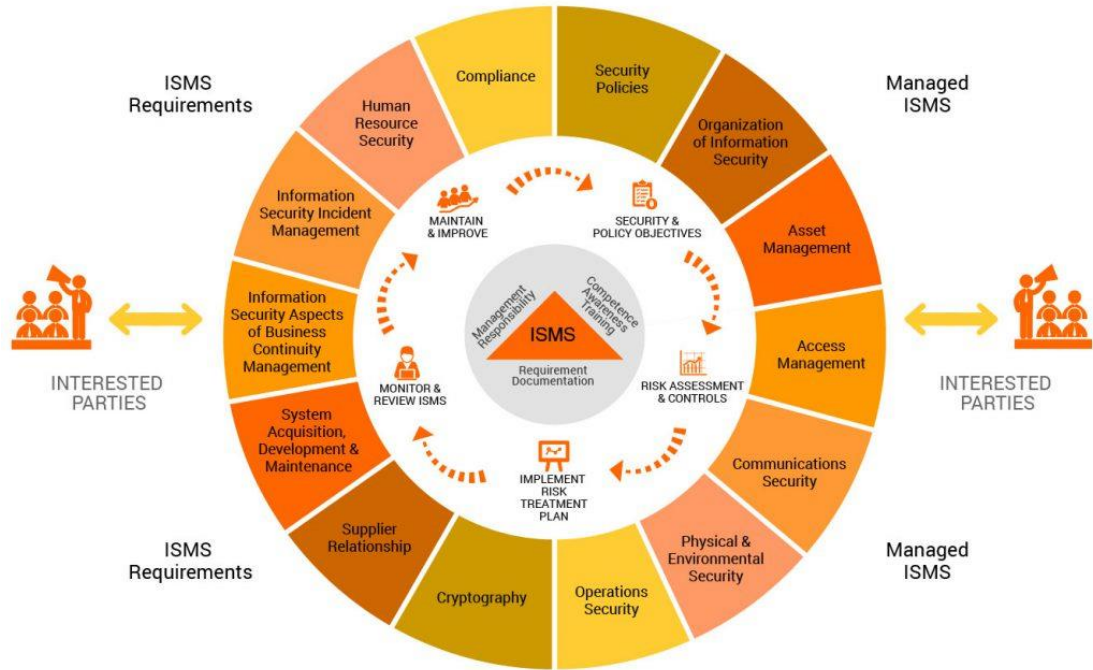 ISMS
Requirements
Managed
ISMS
Compliance
Security
Policies
Organization
of Information
Security
Asset
Management
Access
Management
Communications
Security
Physical &
Environmental
Security
Operations
Security
Cryptography
Supplier
Relationship
System
Acquisition,
Development &
Maintenance
Information
Security Aspects
of Business
Continuity
Management
Information
Security Incident
Management
Human
Resource
Security
MAINTAIN
& IMPROVE
SECURITY &
POLICY OBJECTIVES
RISK ASSESSMENT
& CONTROLS
IMPLEMENT
RISK
TREATMENT
PLAN
MONITOR &
REVIEW ISMS
Management
Responsibility
Competence
Awareness
Training
ISMS
Requirement
Documentation
INTERESTED
PARTIES
INTERESTED
PARTIES
ISMS
Requirements
Managed
ISMS